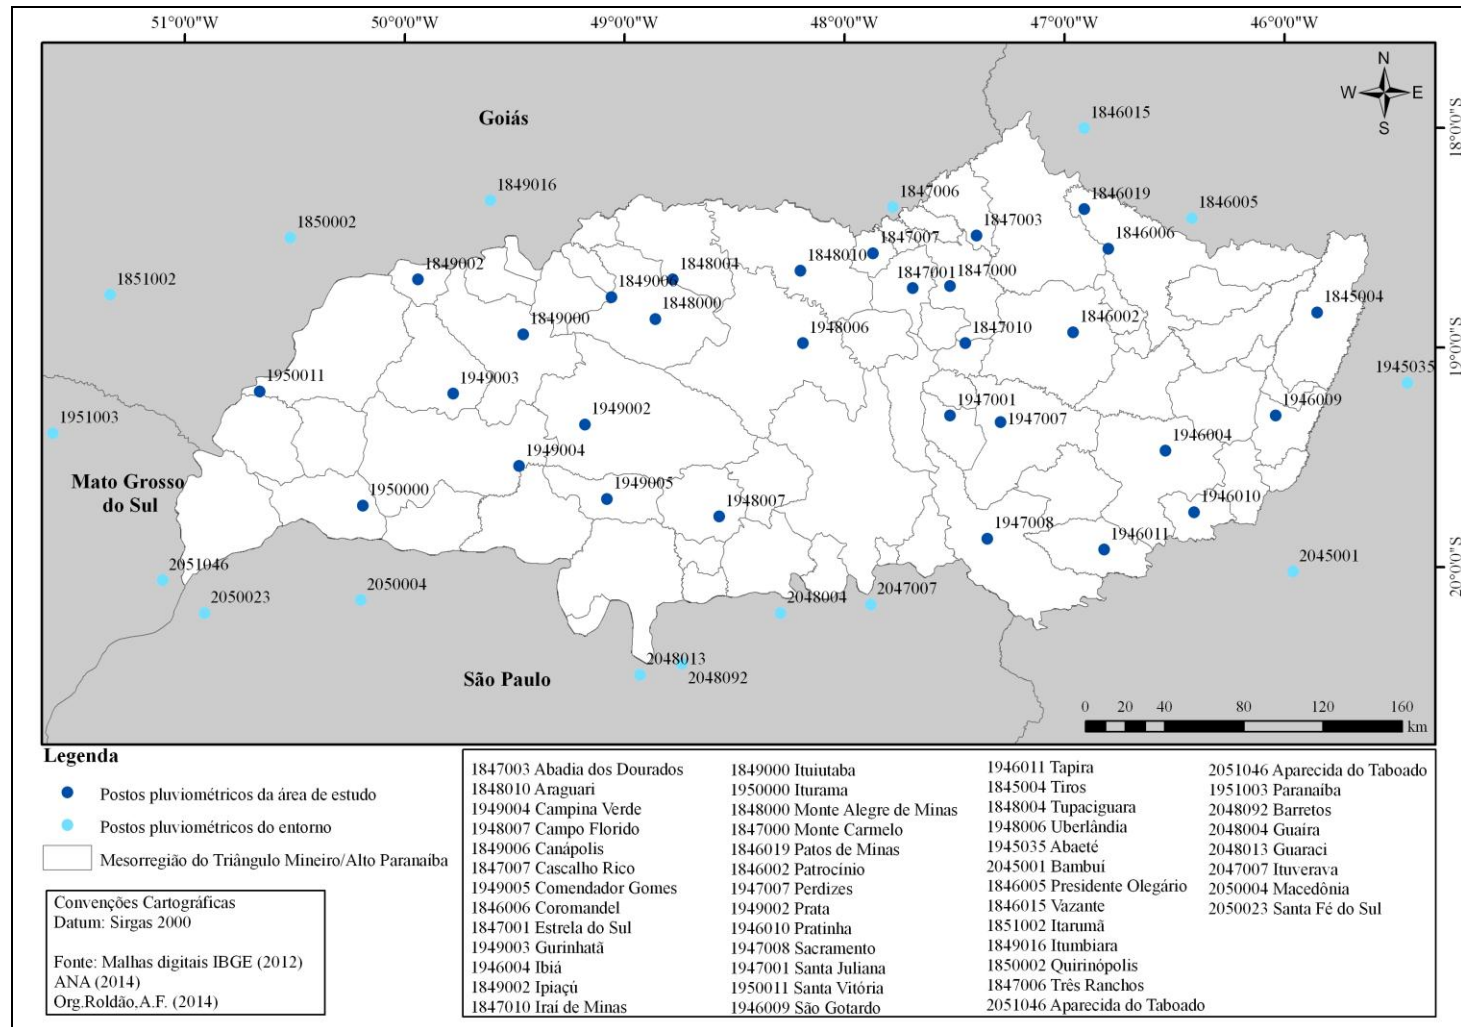 51°0'0"W
50°0'0"W
49°0'0"W
48°0'0"W
47°0'0"W
46°0'0"W
N
W
E
S
Goiás
1846015
18°0'0"S
1849016
1847006
1846019
1846005
1850002
1847003
1847007
1846006
1851002
1849002
1848004
1848010
1847001
1847000
1849006
1848000
1845004
1849000
1948006
1847010
1846002
19°0'0"S
1945035
1950011
1949003
1951003
1949002
1947001
1947007
1946009
1946004
1949004
Mato Grosso
do Sul
1950000
1949005
1948007
1946010
1947008
1946011
2051046
2045001
20°0'0"S
2050023
2050004
2048004
2047007
São Paulo
2048013
2048092
0 20 40 80 120 160
km
Legenda
Postos pluviométricos da área de estudo
Postos pluviométricos do entorno
Mesorregião do Triângulo Mineiro/Alto Paranaíba
Convenções Cartográficas
Datum: Sirgas 2000
Fonte: Malhas digitais IBGE (2012)
ANA (2014)
Org.Roldão,A.F. (2014)
1847003 Abadia dos Dourados
1848010 Araguari
1949004 Campina Verde
1948007 Campo Florido
1849006 Canápolis
1847007 Cascalho Rico
1949005 Comendador Gomes
1846006 Coromandel
1847001 Estrela do Sul
1949003 Gurinhatã
1946004 Ibiá
1849002 Ipiaçú
1847010 Iraí de Minas
1849000 Ituiutaba
1950000 Iturama
1848000 Monte Alegre de Minas
1847000 Monte Carmelo
1846019 Patos de Minas
1846002 Patrocínio
1947007 Perdizes
1949002 Prata
1946010 Pratinha
1947008 Sacramento
1947001 Santa Juliana
1950011 Santa Vitória
1946009 São Gotardo
1946011 Tapira
1845004 Tiros
1848004 Tupaciguara
1948006 Uberlândia
1945035 Abaeté
2045001 Bambuí
1846005 Presidente Olegário
1846015 Vazante
1851002 Itarumã
1849016 Itumbiara
1850002 Quirinópolis
1847006 Três Ranchos
2051046 Aparecida do Taboado
2051046 Aparecida do Taboado
1951003 Paranaíba
2048092 Barretos
2048004 Guaíra
2048013 Guaraci
2047007 Ituverava
2050004 Macedônia
2050023 Santa Fé do Sul